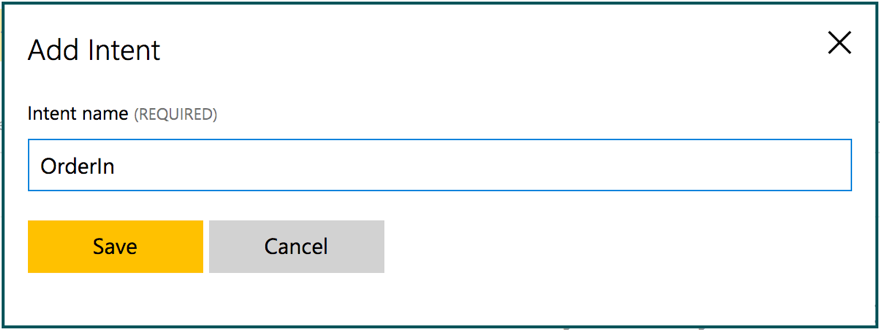 Add Intent
Intent name (REQUIRED)
OrderIn
Save Cancel